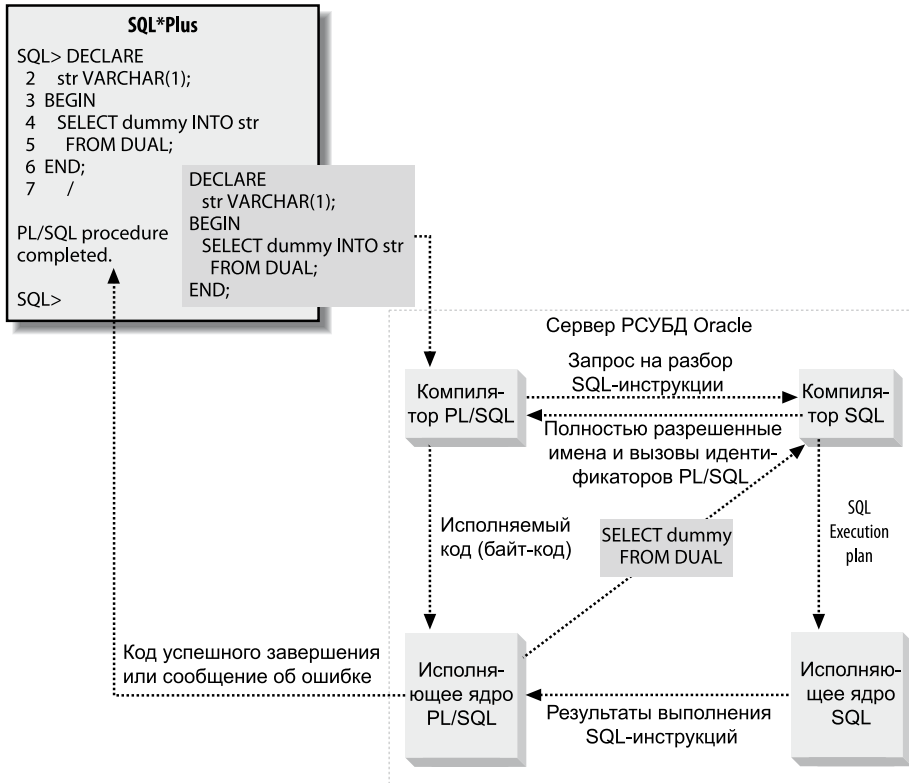 SQL*Plus
SQL> DECLARE
2 str VARCHAR(1);
3 BEGIN
4 SELECT dummy INTO str
5 FROM DUAL;
6 END;
7 /
PL/SQL procedure
completed.
SQL>
DECLARE
str VARCHAR(1);
BEGIN
SELECT dummy INTO str
FROM DUAL;
END;
Сервер РСУБД Oracle
Компиля-
тор PL/SQL
Запрос на разбор
SQL-инструкции
Компиля-
тор SQL
Полностью разрешенные
имена и вызовы иденти-
фикаторов PL/SQL
Исполняемый
код (байт-код)
SELECT dummy
FROM DUAL
SQL
Execution
plan
Код успешного завершения
или сообщение об ошибке
Исполня-
ющее ядро
PL/SQL
Результаты выполнения
SQL-инструкций
Исполняю-
щее ядро
SQL